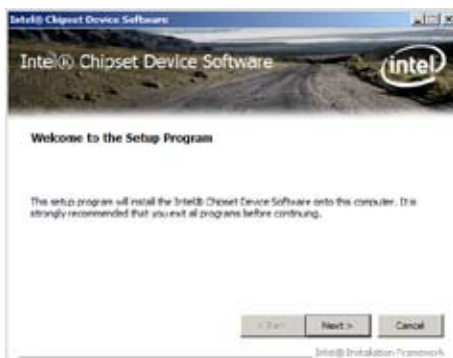 Intel® Chipset Device Software
Intel® Chipset Device Software
intel
Welcome to the Setup Program
This setup program will install the Intel® Chipset Device Software onto this computer. It is
strongly recommended that you exit all programs before continuing.
< Back
Next >
Cancel
Intel® Installation Framework